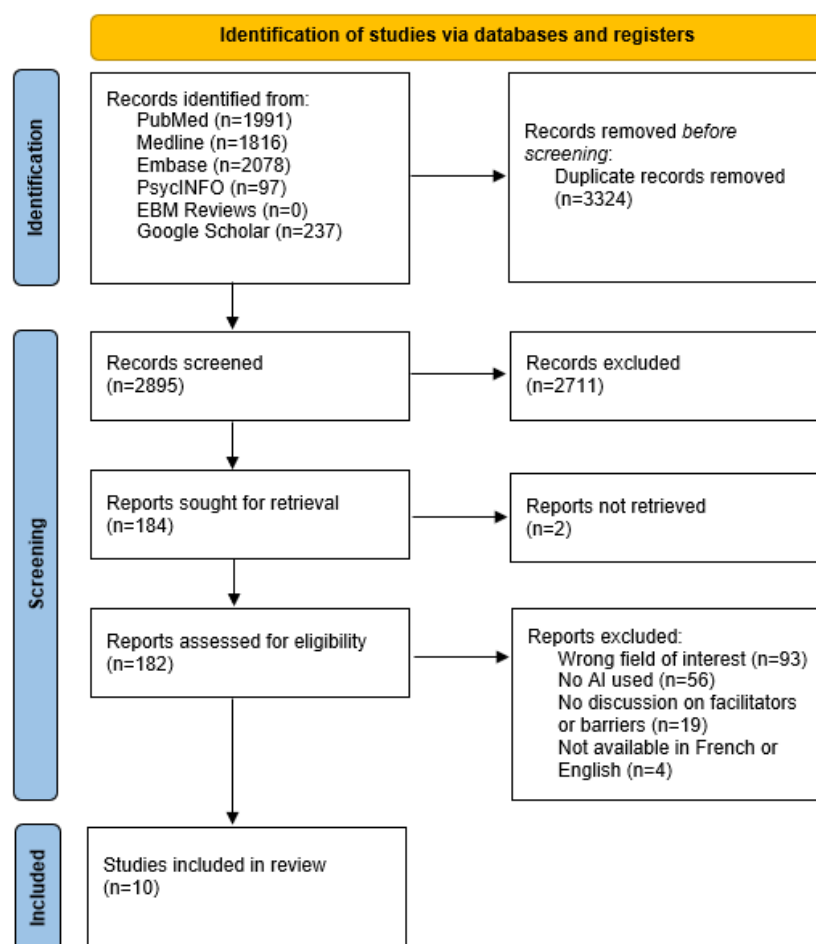 Identification of studies via databases and registers
Identification
Records identified from:
PubMed (n=1991)
Medline (n=1816)
Embase (n=2078)
PsycINFO (n=97)
EBM Reviews (n=0)
Google Scholar (n=237)
Records removed before
screening:
Duplicate records removed
(n=3324)
Screening
Records screened
(n=2895)
Records excluded
(n=2711)
Reports sought for retrieval
(n=184)
Reports not retrieved
(n=2)
Reports assessed for eligibility
(n=182)
Reports excluded:
Wrong field of interest (n=93)
No AI used (n=56)
No discussion on facilitators
or barriers (n=19)
Not available in French or
English (n=4)
Included
Studies included in review
(n=10)